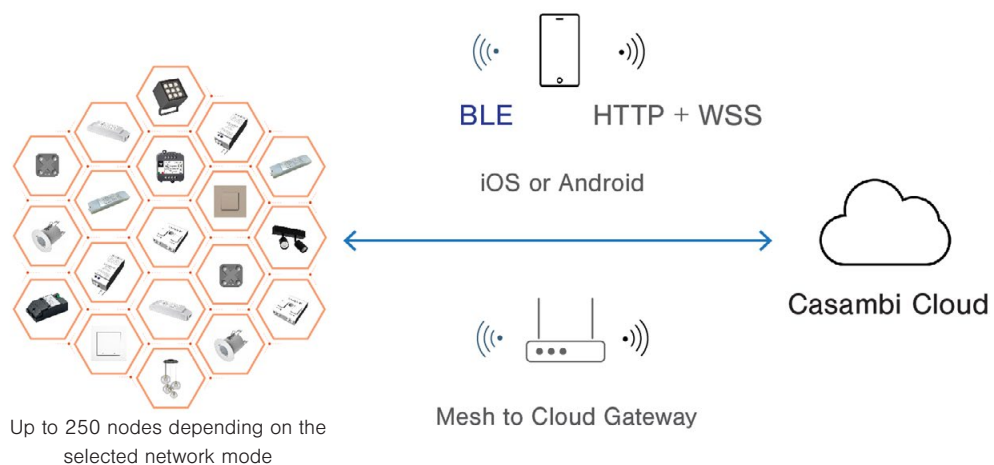 BLE
HTTP + WSS
iOS or Android
Casambi Cloud
Mesh to Cloud Gateway
Up to 250 nodes depending on the
selected network mode